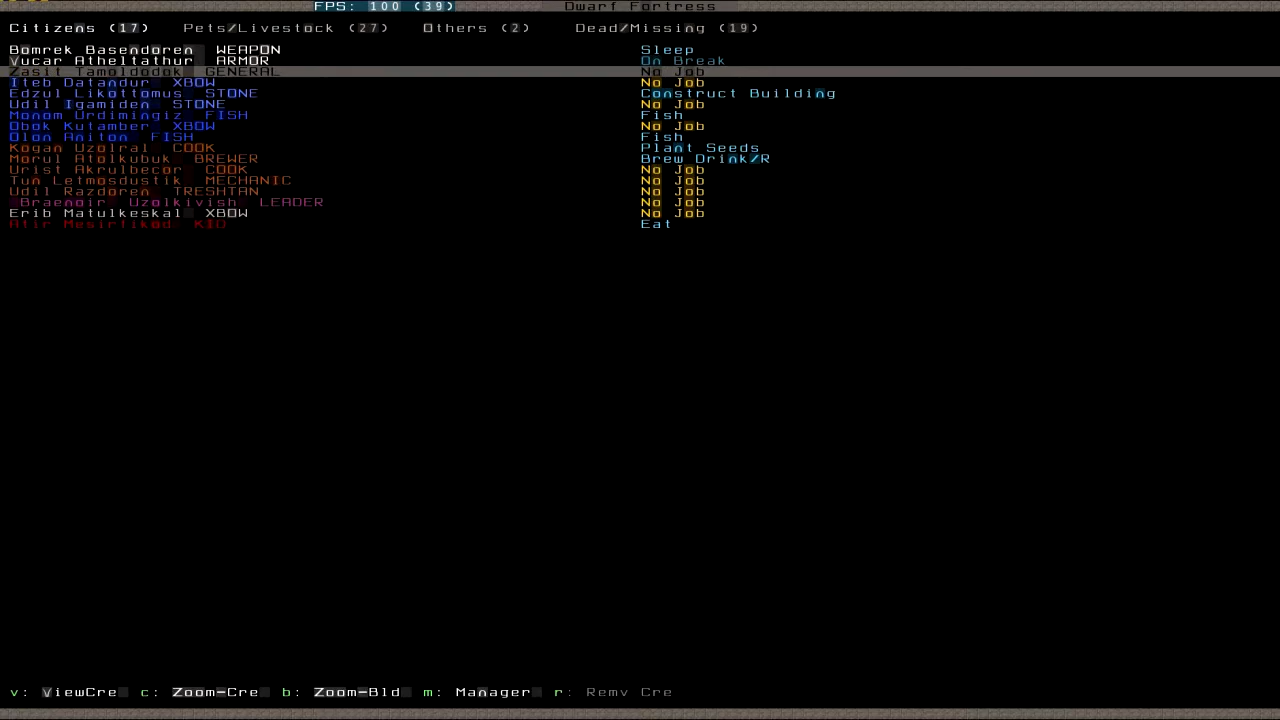 FPS: 100 (39) Dwarf Fortress
Citizens (17) Pets/Livestock (27) Others (2) Dead/Missing (19)
Bomrek Basendoren WEAPON Sleep
Vucar Atheltathur ARMOR On Break
Zasit Tamoldodok GENERAL No Job
Iteb Datandur XBOW No Job
Edzul Likottomus STONE Construct Building
Udil Igamiden STONE No Job
Monom Urdimingiz FISH Fish
Obok Kutamber XBOW No Job
Olon Aniton FISH Fish
Kogan Uzolral COOK Plant Seeds
Morul Atolkubuk BREWER Brew Drink/R
Urist Akrulbecor COOK No Job
Tun Letmosdustik MECHANIC No Job
Udil Razdoren TRESHTAN No Job
Braenoir Uzolkivish LEADER No Job
Erib Matulkeskal XBOW No Job
Atir Mesirfikod KID Eat
v: ViewCre c: Zoom-Cre b: Zoom-Bld m: Manager r: Remv Cre